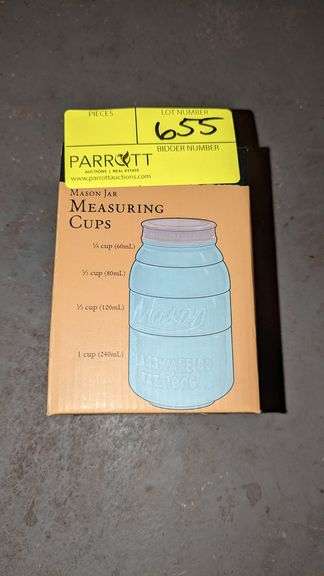 PIECES
LOT NUMBER
655
BIDDER NUMBER
PARROTT
AUCTIONS | REAL ESTATE
www.parrottauctions.com
MASON JAR
MEASURING
CUPS
¼ cup (60mL)
⅓ cup (80mL)
½ cup (120mL)
1 cup (240mL)
Mason